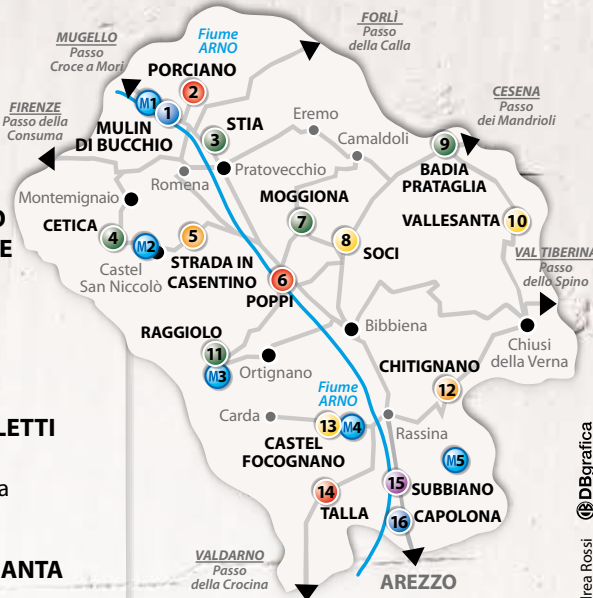 MUGELLO
Passo
Croce a Mori
Fiume
ARNO
FORLÌ
Passo
della Calla
PORCIANO
2
M1
1
FIRENZE
Passo della
Consuma
MULIN
DI BUCCHIO
STIA
3
Eremo
CESENA
Passo
dei Mandrioli
Camaldoli
9
Pratovecchio
BADIA
PRATAGLIA
Romena
Montemignaio
MOGGIONA
7
VALLESANTA
10
O
E
CETICA
4
M2
5
8
SOCI
Castel
San Niccolò
STRADA IN
CASENTINO
6
POPPI
VAL TIBERINA
Passo
dello Spino
RAGGIOLO
11
M3
Ortignano
Bibbiena
Chiusi
della Verna
CHITIGNANO
12
Fiume
ARNO
LETTI
Carda
13
M4
Rassina
CASTEL
FOCOGNANO
M5
a
14
TALLA
15
SUBBIANO
16
CAPOLONA
ANTA
VALDARNO
Passo
della Crocina
AREZZO
drea Rossi
DBgrafica